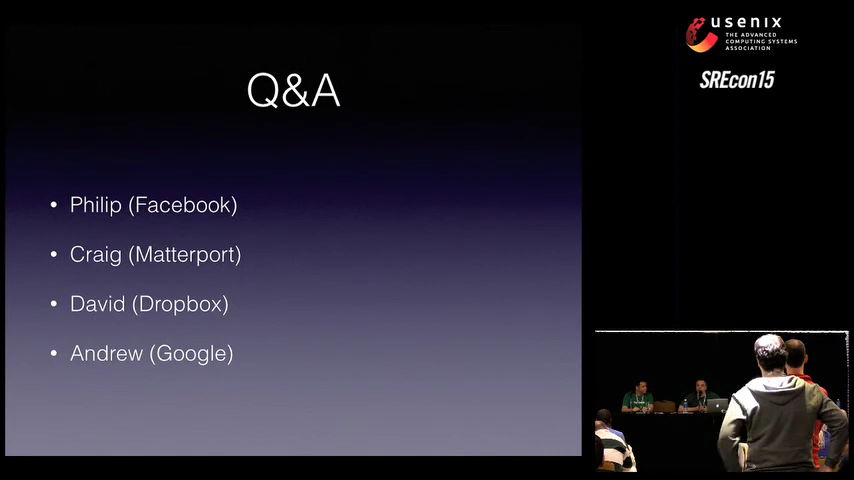 usenix
THE ADVANCED
COMPUTING SYSTEMS
ASSOCIATION
SREcon15
Q&A
• Philip (Facebook)
• Craig (Matterport)
• David (Dropbox)
• Andrew (Google)